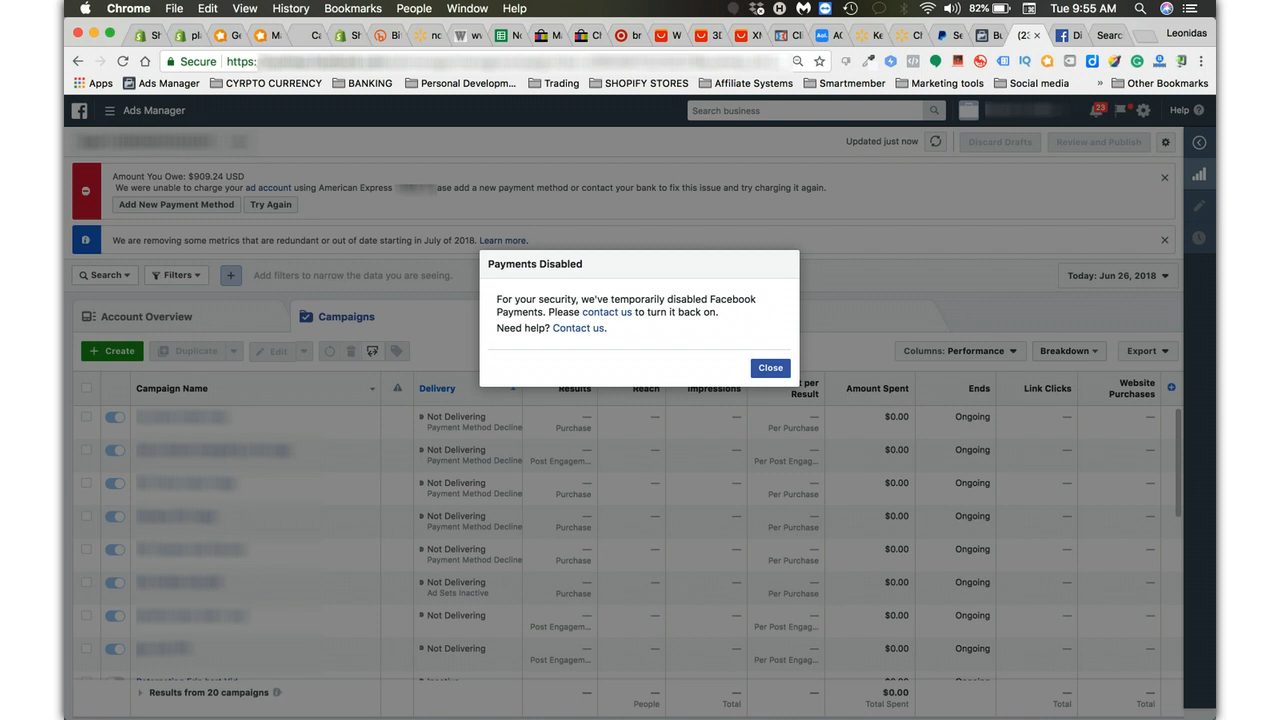 Chrome File Edit View History Bookmarks People Window Help 82% Tue 9:55 AM
Leonidas
Secure https:
Apps Ads Manager CYRPTO CURRENCY BANKING Personal Developm... Trading SHOPIFY STORES Affiliate Systems Smartmember Marketing tools Social media » Other Bookmarks
Ads Manager Search business 23 Help
Updated just now Discard Drafts Review and Publish
Amount You Owe: $909.24 USD
We were unable to charge your ad account using American Express ase add a new payment method or contact your bank to fix this issue and try charging it again.
Add New Payment Method Try Again
We are removing some metrics that are redundant or out of date starting in July of 2018. Learn more.
Search Filters + Add filters to narrow the data you are seeing. Today: Jun 26, 2018
Payments Disabled
For your security, we've temporarily disabled Facebook
Payments. Please contact us to turn it back on.
Need help? Contact us.
Close
Account Overview Campaigns
+ Create Duplicate Edit Columns: Performance Breakdown Export
Campaign Name Delivery Results Reach Impressions per Result Amount Spent Ends Link Clicks Website Purchases
Not Delivering — — — — $0.00 Ongoing — —
Payment Method Decline Purchase Per Purchase
Not Delivering — — — — $0.00 Ongoing — —
Payment Method Decline Post Engagem... Per Post Engag...
Not Delivering — — — — $0.00 Ongoing — —
Payment Method Decline Purchase Per Purchase
Not Delivering — — — — $0.00 Ongoing — —
Payment Method Decline Purchase Per Purchase
Not Delivering — — — — $0.00 Ongoing — —
Payment Method Decline Purchase Per Purchase
Not Delivering — — — — $0.00 Ongoing — —
Ad Sets Inactive Purchase Per Purchase
Not Delivering — — — — $0.00 Ongoing — —
Post Engagem... Per Post Engag...
Not Delivering — — — — $0.00 Ongoing — —
Post Engagem... Per Post Engag...
Results from 20 campaigns — — — — $0.00 — —
People Total Total Spent Total Total